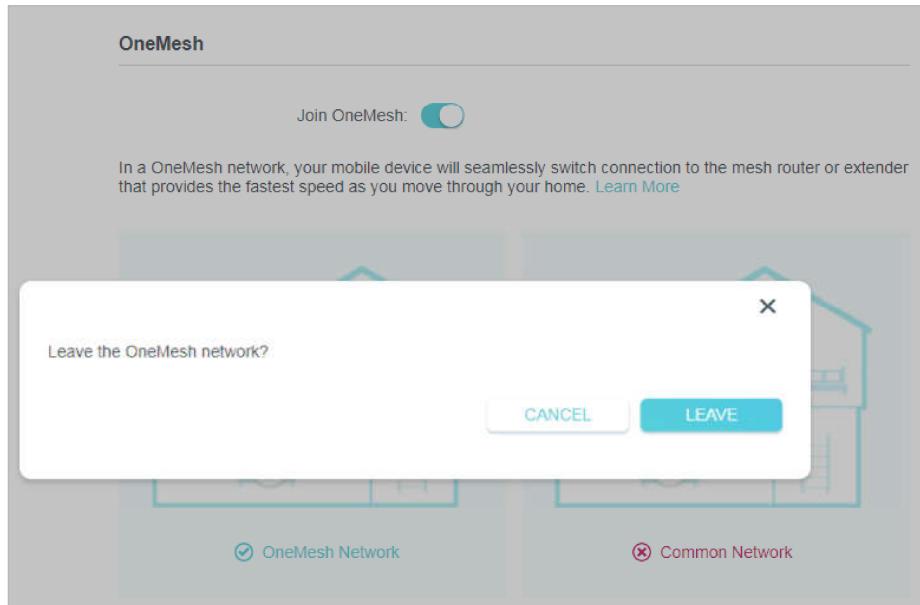 OneMesh
Join OneMesh:
In a OneMesh network, your mobile device will seamlessly switch connection to the mesh router or extender
that provides the fastest speed as you move through your home. Learn More
Leave the OneMesh network?
CANCEL
LEAVE
OneMesh Network
Common Network